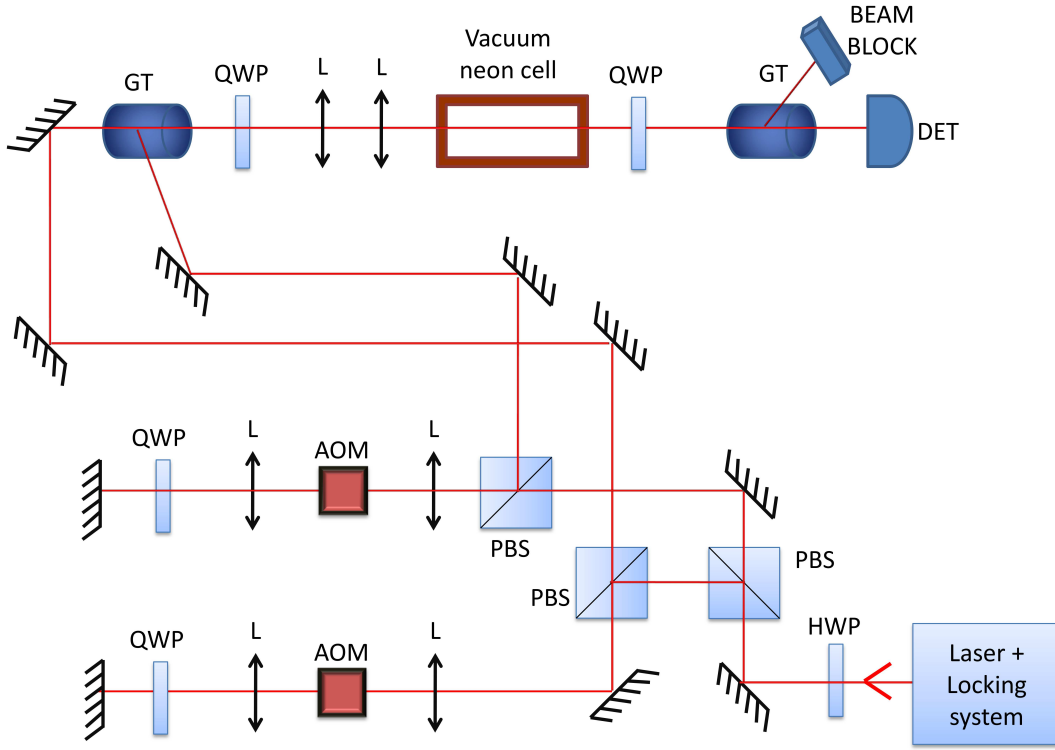 BEAM
BLOCK
Vacuum
neon cell
L
L
QWP
QWP
GT
GT
DET
L
L
QWP
AOM
PBS
PBS
PBS
HWP
L
L
QWP
AOM
Laser +
Locking
system